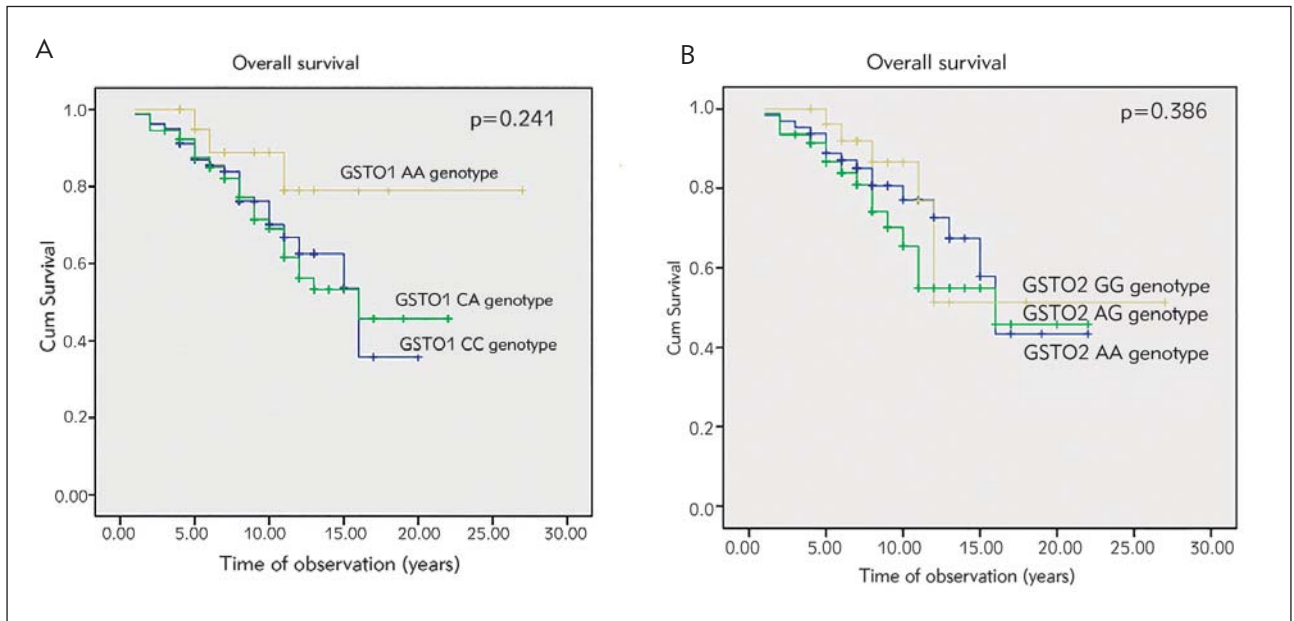 A
Overall survival
p=0.241
1.0
0.8
0.6
0.4
0.2
0.00
Cum Survival
GSTO1 AA genotype
GSTO1 CA genotype
GSTO1 CC genotype
0.00 5.00 10.00 15.00 20.00 25.00 30.00
Time of observation (years)
B
Overall survival
p=0.386
1.0
0.8
0.6
0.4
0.2
0.0
Cum Survival
GSTO2 GG genotype
GSTO2 AG genotype
GSTO2 AA genotype
0.00 5.00 10.00 15.00 20.00 25.00 30.00
Time of observation (years)